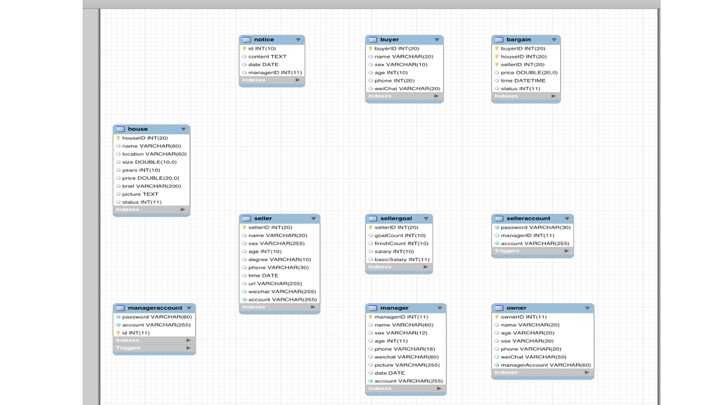 notice
id INT(10)
content TEXT
date DATE
managerID INT(11)
Indexes
buyer
buyerID INT(20)
name VARCHAR(20)
sex VARCHAR(10)
age INT(10)
phone INT(20)
weiChat VARCHAR(20)
Indexes
bargain
buyerID INT(20)
houseID INT(20)
sellerID INT(20)
price DOUBLE(20,0)
time DATETIME
status INT(11)
Indexes
house
houseID INT(20)
name VARCHAR(60)
location VARCHAR(60)
size DOUBLE(10,0)
years INT(10)
price DOUBLE(20,0)
brief VARCHAR(200)
picture TEXT
status INT(11)
Indexes
seller
sellerID INT(20)
name VARCHAR(20)
sex VARCHAR(255)
age INT(10)
degree VARCHAR(10)
phone VARCHAR(30)
time DATE
url VARCHAR(255)
weichat VARCHAR(255)
account VARCHAR(255)
Indexes
sellergoal
sellerID INT(20)
goalCount INT(10)
finishCount INT(10)
salary INT(10)
basicSalary INT(11)
Indexes
selleraccount
password VARCHAR(30)
managerID INT(11)
account VARCHAR(255)
Triggers
manageraccount
password VARCHAR(60)
account VARCHAR(255)
id INT(11)
Indexes
Triggers
manager
managerID INT(11)
name VARCHAR(60)
sex VARCHAR(12)
age INT(11)
phone VARCHAR(16)
weichat VARCHAR(60)
picture VARCHAR(255)
date DATE
account VARCHAR(255)
Indexes
owner
ownerID INT(11)
name VARCHAR(20)
age VARCHAR(20)
sex VARCHAR(20)
phone VARCHAR(20)
weiChat VARCHAR(50)
managerAccount VARCHAR(60)
Indexes